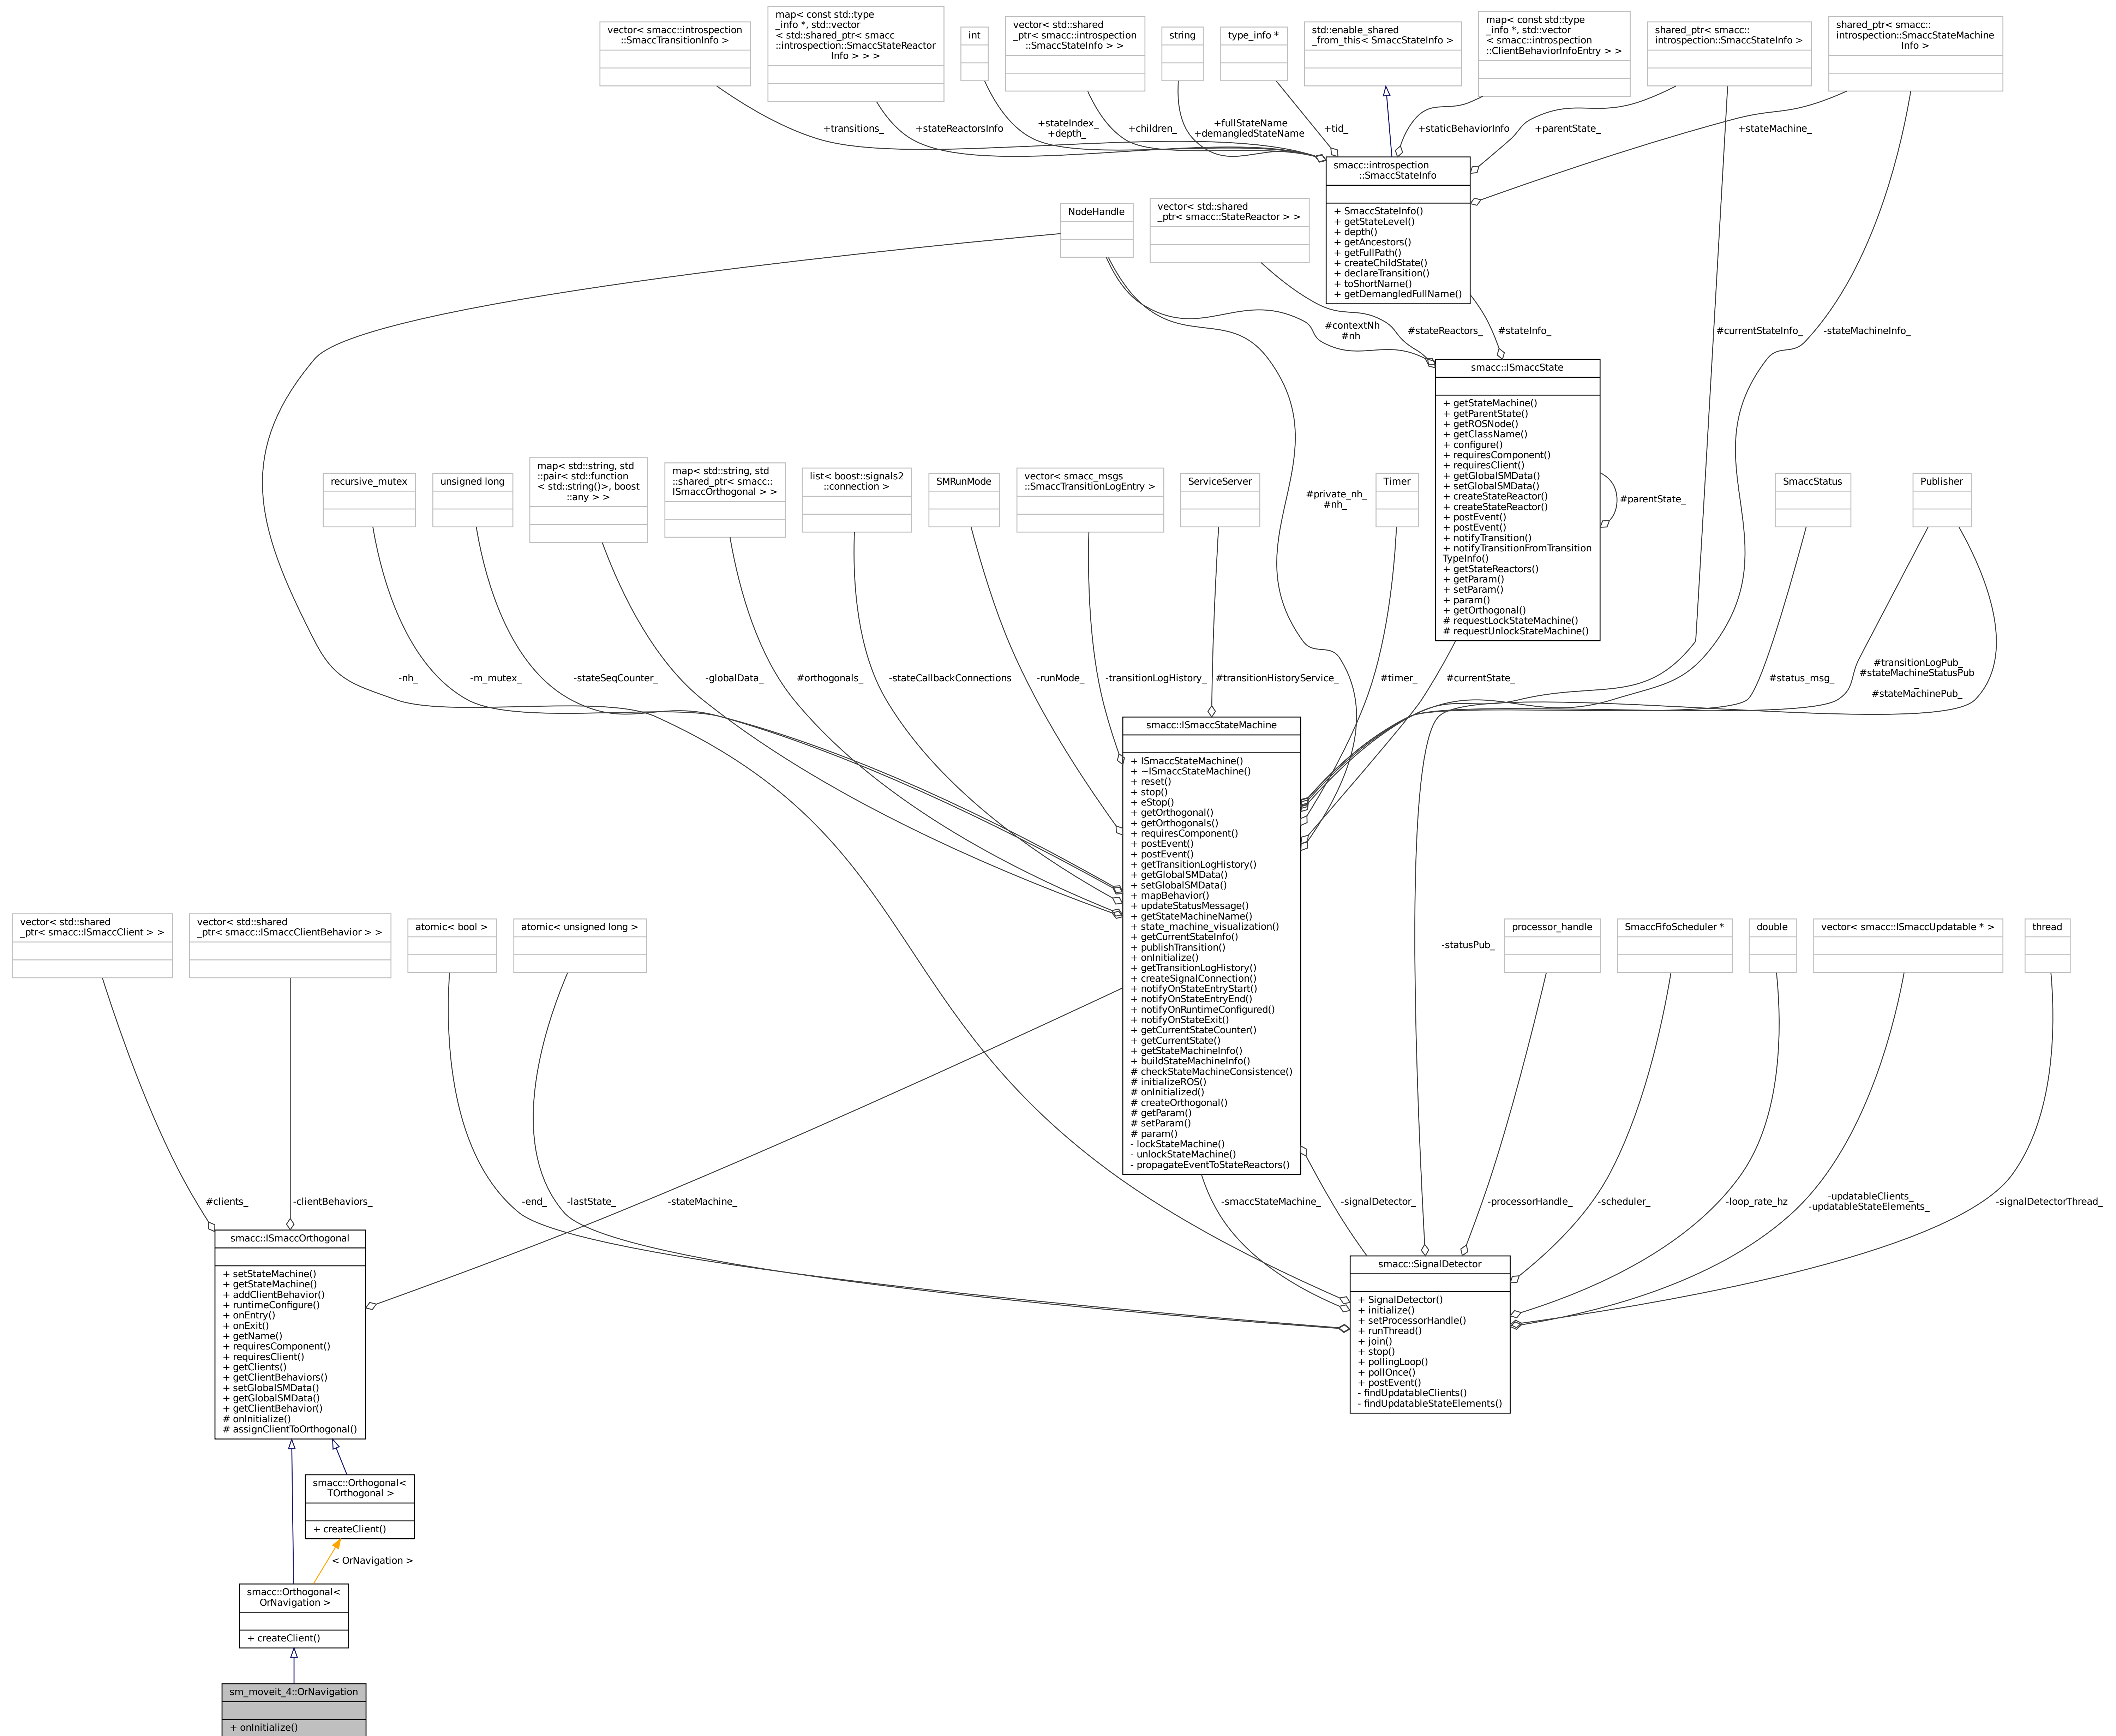 vector< smacc::introspection
::SmaccTransitionInfo >
map< const std::type
_info *, std::vector
< std::shared_ptr< smacc
::introspection::SmaccStateReactor
Info > > >
int
vector< std::shared
_ptr< smacc::introspection
::SmaccStateInfo > >
string
type_info *
std::enable_shared
_from_this< SmaccStateInfo >
map< const std::type
_info *, std::vector
< smacc::introspection
::ClientBehaviorInfoEntry > >
shared_ptr< smacc::
introspection::SmaccStateInfo >
shared_ptr< smacc::
introspection::SmaccStateMachine
Info >
+transitions_
+stateReactorsInfo
+stateIndex_
+depth_
+children_
+fullStateName
+demangledStateName
+tid_
+staticBehaviorInfo
+parentState_
+stateMachine_
smacc::introspection
::SmaccStateInfo
+ SmaccStateInfo()
+ getStateLevel()
+ depth()
+ getAncestors()
+ getFullPath()
+ createChildState()
+ declareTransition()
+ toShortName()
+ getDemangledFullName()
NodeHandle
vector< std::shared
_ptr< smacc::StateReactor > >
#contextNh
#nh
#stateReactors_
#stateInfo_
#currentStateInfo_
-stateMachineInfo_
smacc::ISmaccState
+ getStateMachine()
+ getParentState()
+ getROSNode()
+ getClassName()
+ configure()
+ requiresComponent()
+ requiresClient()
+ getGlobalSMData()
+ setGlobalSMData()
+ createStateReactor()
+ createStateReactor()
+ postEvent()
+ postEvent()
+ notifyTransition()
+ notifyTransitionFromTransition
TypeInfo()
+ getStateReactors()
+ getParam()
+ setParam()
+ param()
+ getOrthogonal()
# requestLockStateMachine()
# requestUnlockStateMachine()
#parentState_
recursive_mutex
unsigned long
map< std::string, std
::pair< std::function
< std::string()>, boost
::any > >
map< std::string, std
::shared_ptr< smacc::
ISmaccOrthogonal > >
list< boost::signals2
::connection >
SMRunMode
vector< smacc_msgs
::SmaccTransitionLogEntry >
ServiceServer
#private_nh_
#nh_
Timer
SmaccStatus
Publisher
-nh_
-m_mutex_
-stateSeqCounter_
-globalData_
#orthogonals_
-stateCallbackConnections
-runMode_
-transitionLogHistory_
#transitionHistoryService_
#timer_
#currentState_
#status_msg_
#transitionLogPub_
#stateMachineStatusPub
_
#stateMachinePub_
smacc::ISmaccStateMachine
+ ISmaccStateMachine()
+ ~ISmaccStateMachine()
+ reset()
+ stop()
+ eStop()
+ getOrthogonal()
+ getOrthogonals()
+ requiresComponent()
+ postEvent()
+ postEvent()
+ getTransitionLogHistory()
+ getGlobalSMData()
+ setGlobalSMData()
+ mapBehavior()
+ updateStatusMessage()
+ getStateMachineName()
+ state_machine_visualization()
+ getCurrentStateInfo()
+ publishTransition()
+ onInitialize()
+ getTransitionLogHistory()
+ createSignalConnection()
+ notifyOnStateEntryStart()
+ notifyOnStateEntryEnd()
+ notifyOnRuntimeConfigured()
+ notifyOnStateExit()
+ getCurrentStateCounter()
+ getCurrentState()
+ getStateMachineInfo()
+ buildStateMachineInfo()
# checkStateMachineConsistence()
# initializeROS()
# onInitialized()
# createOrthogonal()
# getParam()
# setParam()
# param()
- lockStateMachine()
- unlockStateMachine()
- propagateEventToStateReactors()
vector< std::shared
_ptr< smacc::ISmaccClient > >
vector< std::shared
_ptr< smacc::ISmaccClientBehavior > >
atomic< bool >
atomic< unsigned long >
-statusPub_
processor_handle
SmaccFifoScheduler *
double
vector< smacc::ISmaccUpdatable * >
thread
#clients_
-clientBehaviors_
-end_
-lastState_
-stateMachine_
-smaccStateMachine_
-signalDetector_
-processorHandle_
-scheduler_
-loop_rate_hz
-updatableClients_
-updatableStateElements_
-signalDetectorThread_
smacc::ISmaccOrthogonal
+ setStateMachine()
+ getStateMachine()
+ addClientBehavior()
+ runtimeConfigure()
+ onEntry()
+ onExit()
+ getName()
+ requiresComponent()
+ requiresClient()
+ getClients()
+ getClientBehaviors()
+ setGlobalSMData()
+ getGlobalSMData()
+ getClientBehavior()
# onInitialize()
# assignClientToOrthogonal()
smacc::SignalDetector
+ SignalDetector()
+ initialize()
+ setProcessorHandle()
+ runThread()
+ join()
+ stop()
+ pollingLoop()
+ pollOnce()
+ postEvent()
- findUpdatableClients()
- findUpdatableStateElements()
smacc::Orthogonal<
TOrthogonal >
+ createClient()
< OrNavigation >
smacc::Orthogonal<
OrNavigation >
+ createClient()
sm_moveit_4::OrNavigation
+ onInitialize()